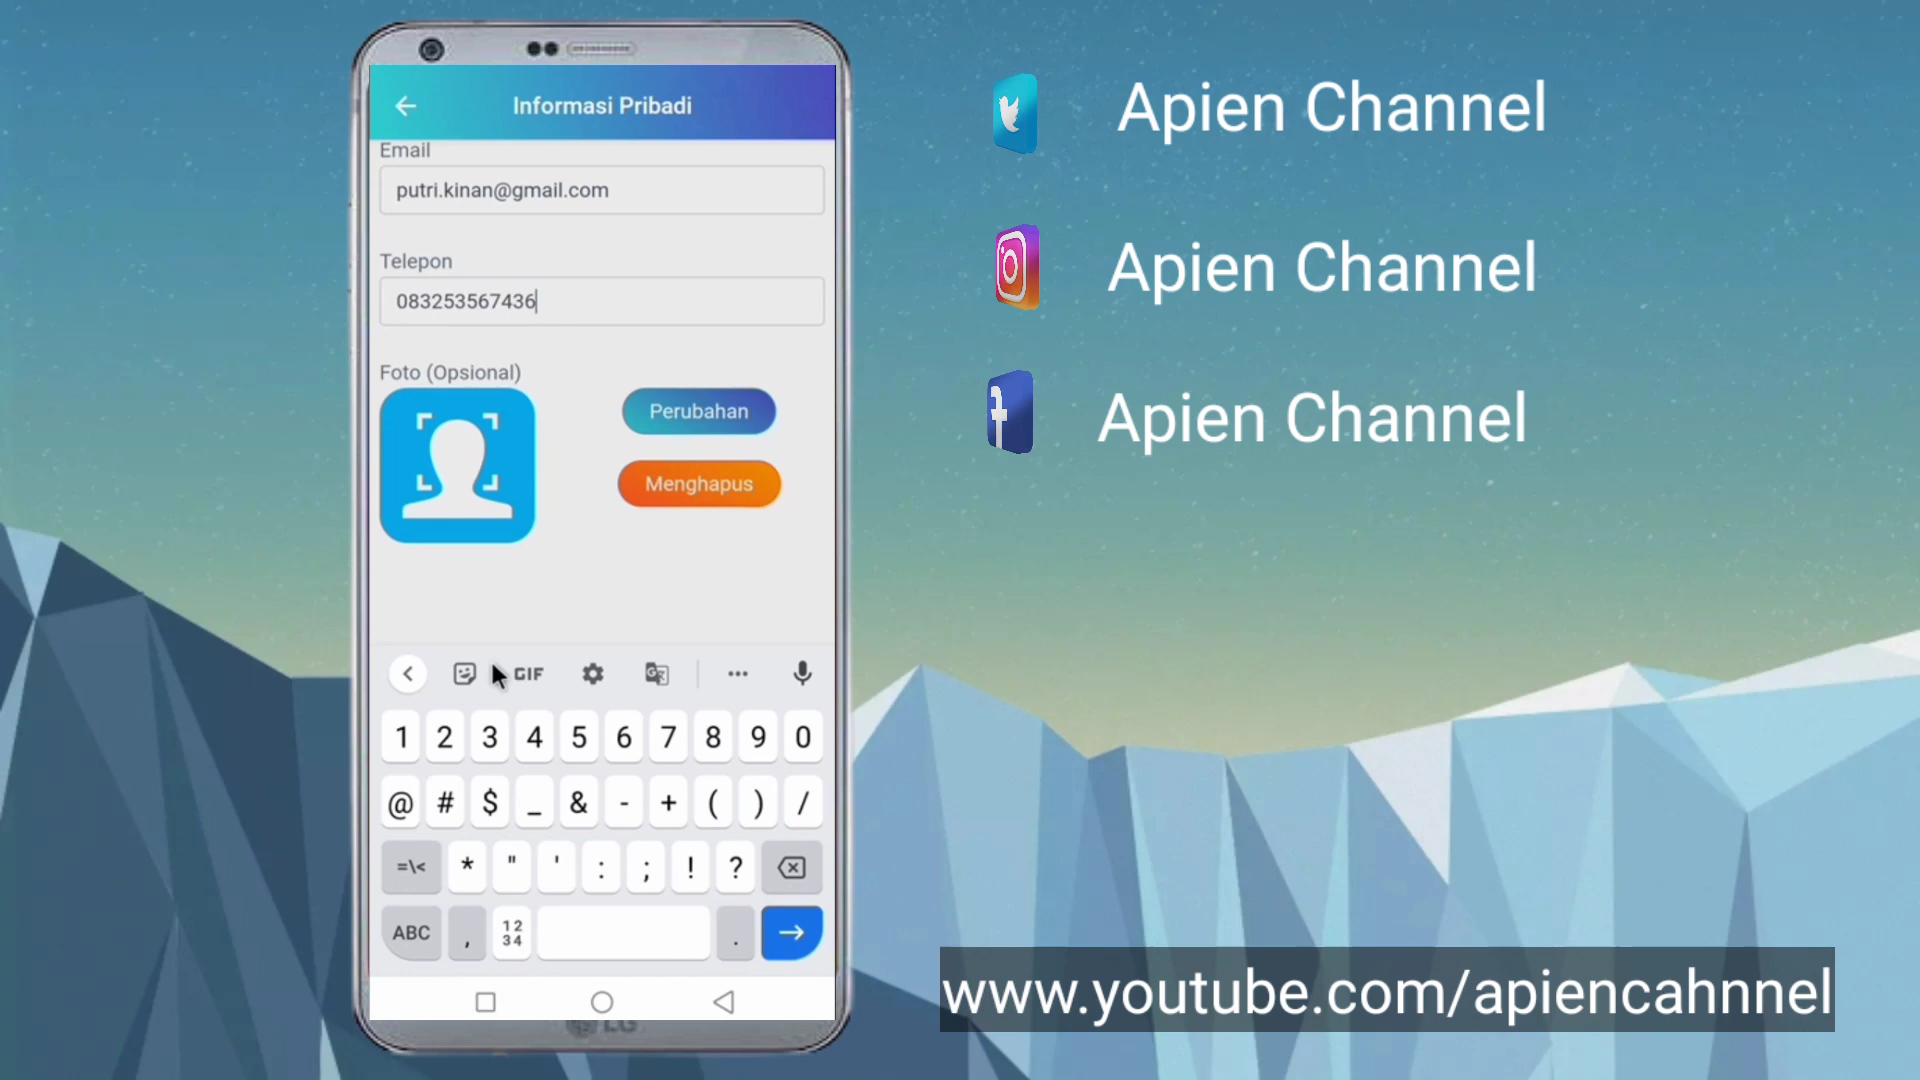 Informasi Pribadi
Email
putri.kinan@gmail.com
Telepon
083253567436
Foto (Opsional)
Perubahan
Menghapus
GIF
1 2 3 4 5 6 7 8 9 0
@ # $ _ & - + ( ) /
=\< * " ' : ; ! ?
ABC , 12 34 .
LG
Apien Channel
Apien Channel
Apien Channel
www.youtube.com/apiencahnnel